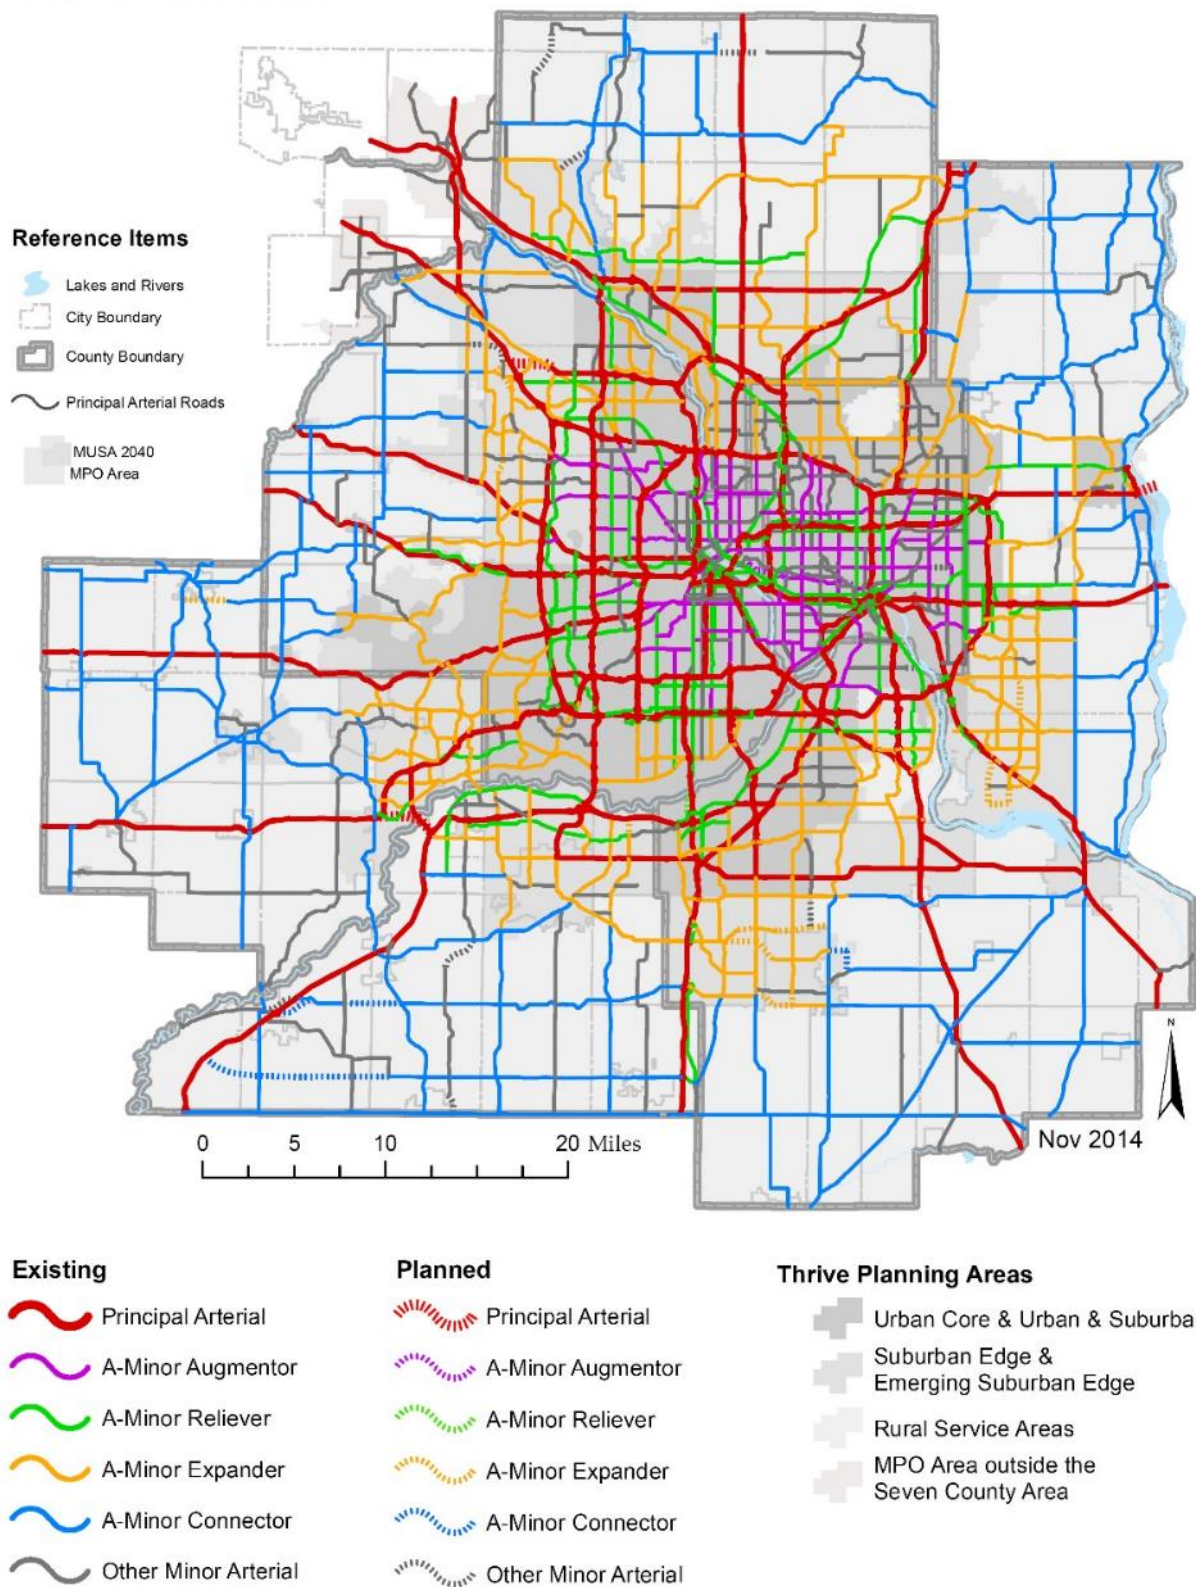 Reference Items
Lakes and Rivers
City Boundary
County Boundary
Principal Arterial Roads
MUSA 2040
MPO Area
N
Nov 2014
0 5 10 20 Miles
Existing
Principal Arterial
A-Minor Augmentor
A-Minor Reliever
A-Minor Expander
A-Minor Connector
Other Minor Arterial
Planned
Principal Arterial
A-Minor Augmentor
A-Minor Reliever
A-Minor Expander
A-Minor Connector
Other Minor Arterial
Thrive Planning Areas
Urban Core & Urban & Suburba
Suburban Edge &
Emerging Suburban Edge
Rural Service Areas
MPO Area outside the
Seven County Area